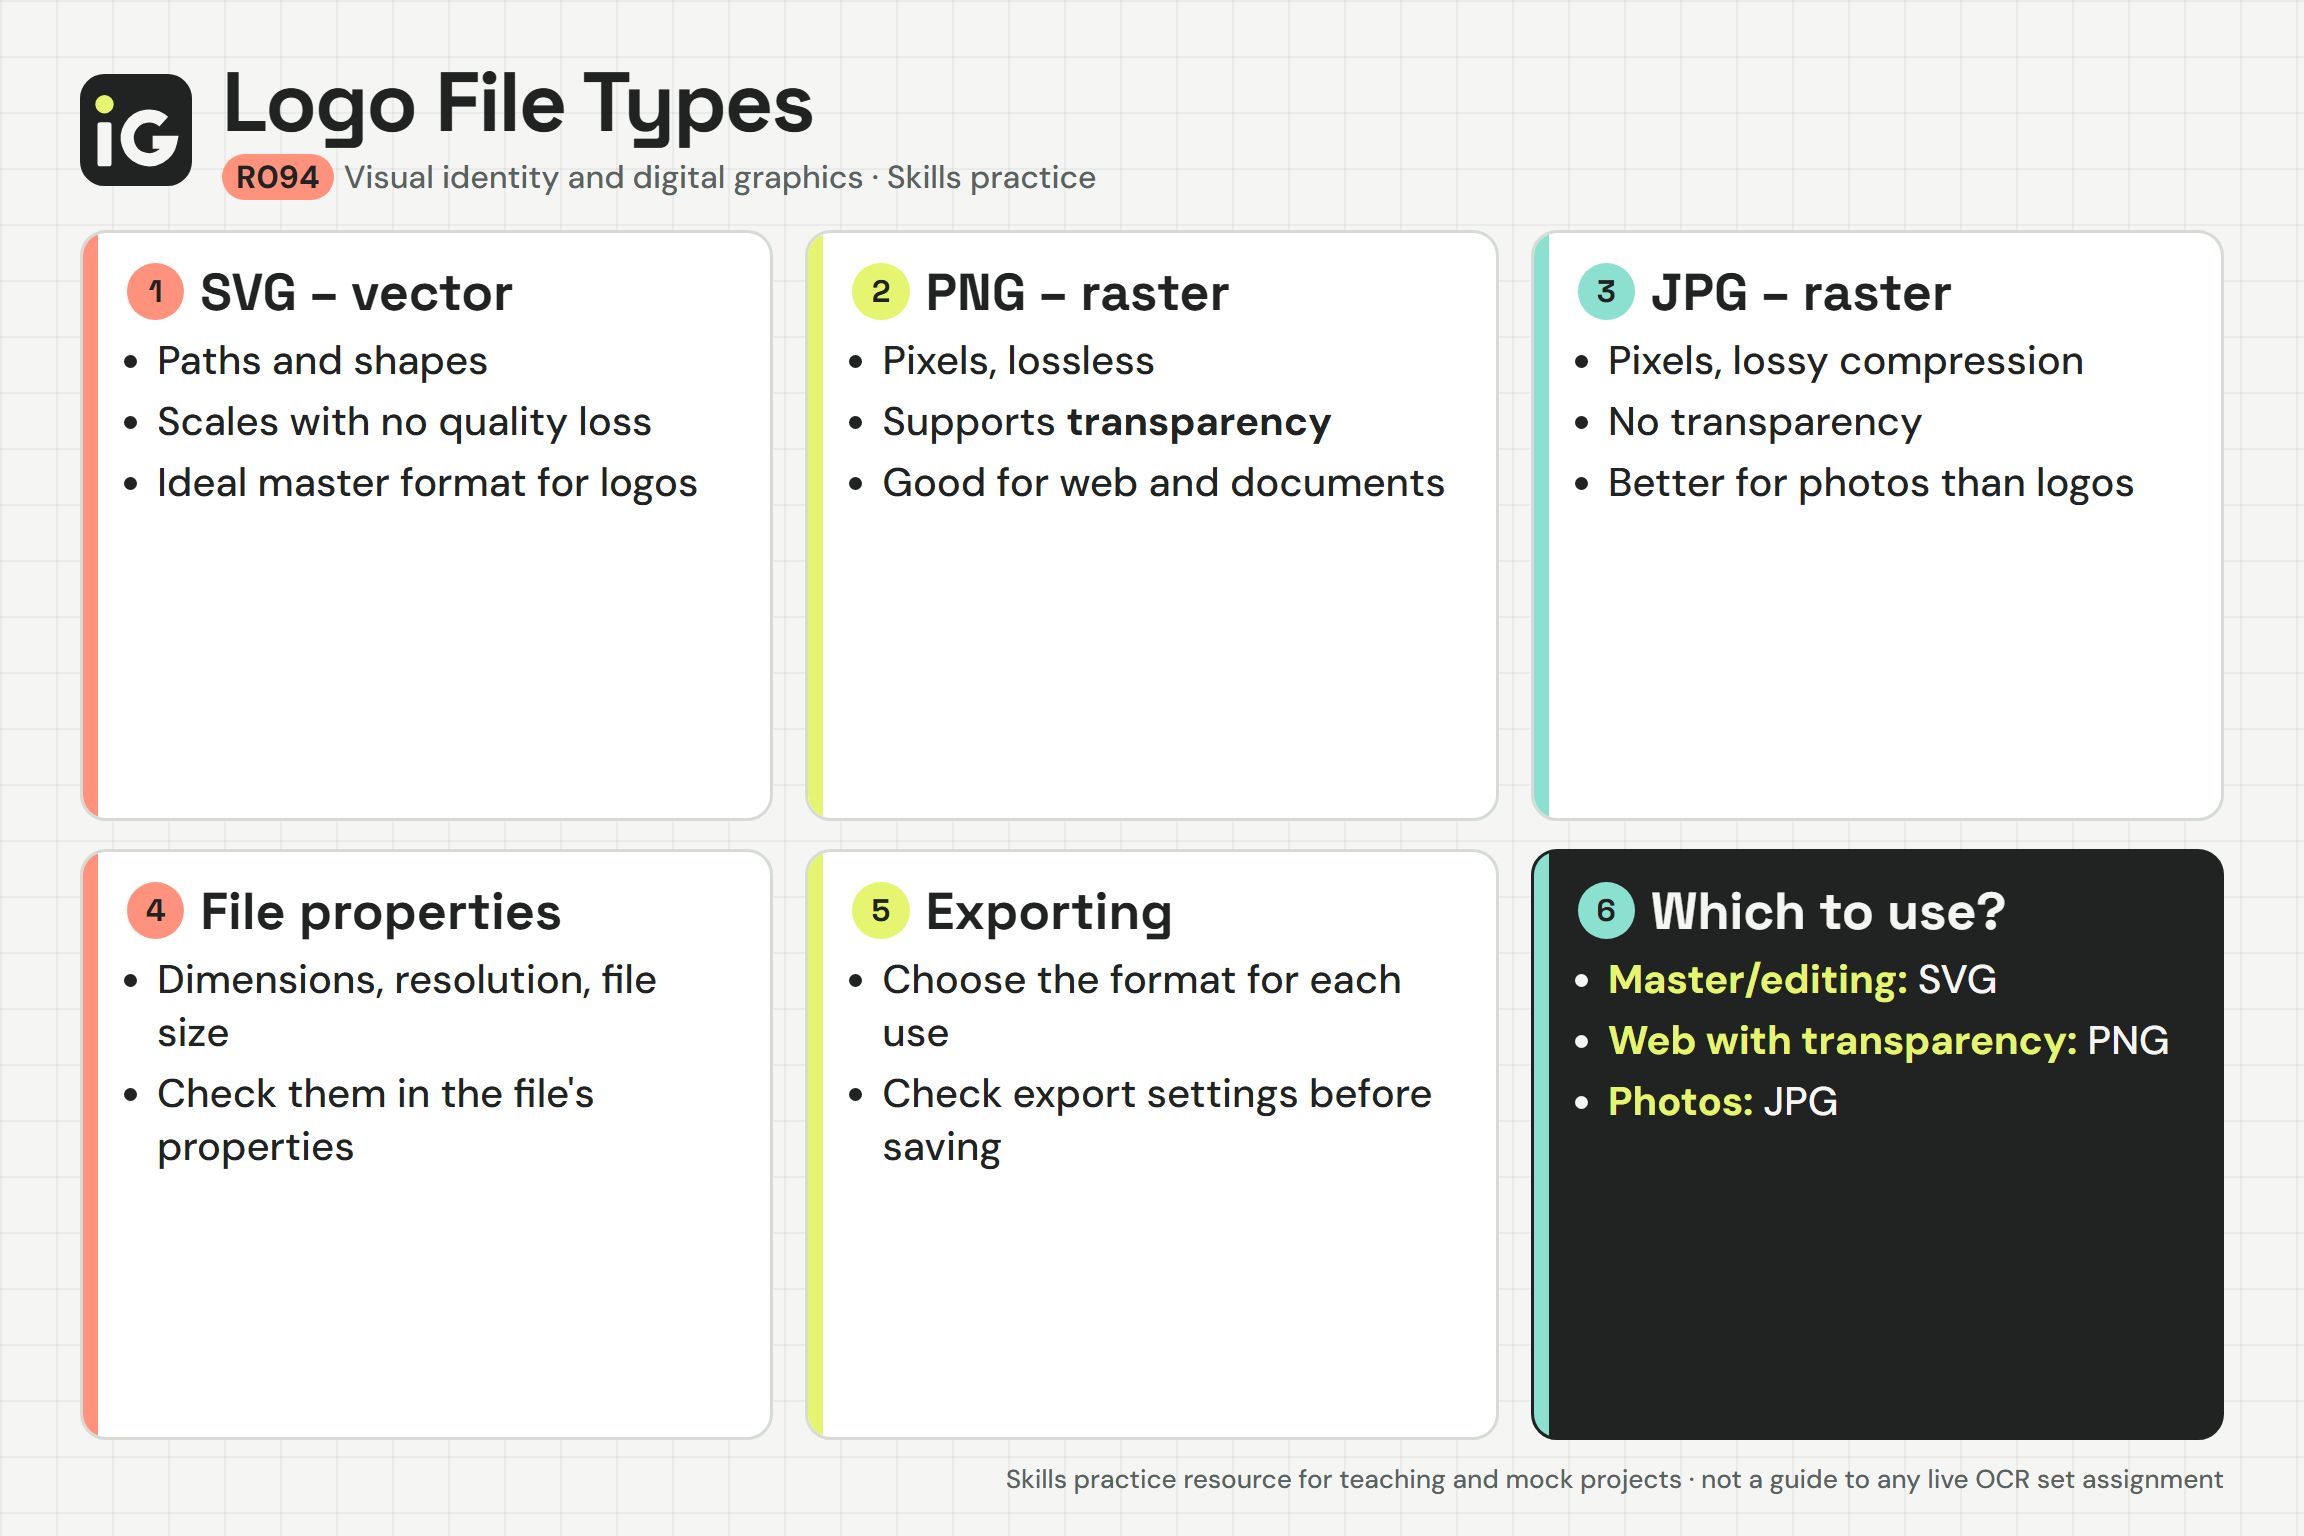 iG
Logo File Types
R094 Visual identity and digital graphics · Skills practice
1 SVG – vector
• Paths and shapes
• Scales with no quality loss
• Ideal master format for logos
2 PNG – raster
• Pixels, lossless
• Supports transparency
• Good for web and documents
3 JPG – raster
• Pixels, lossy compression
• No transparency
• Better for photos than logos
4 File properties
• Dimensions, resolution, file
size
• Check them in the file's
properties
5 Exporting
• Choose the format for each
use
• Check export settings before
saving
6 Which to use?
• Master/editing: SVG
• Web with transparency: PNG
• Photos: JPG
Skills practice resource for teaching and mock projects · not a guide to any live OCR set assignment